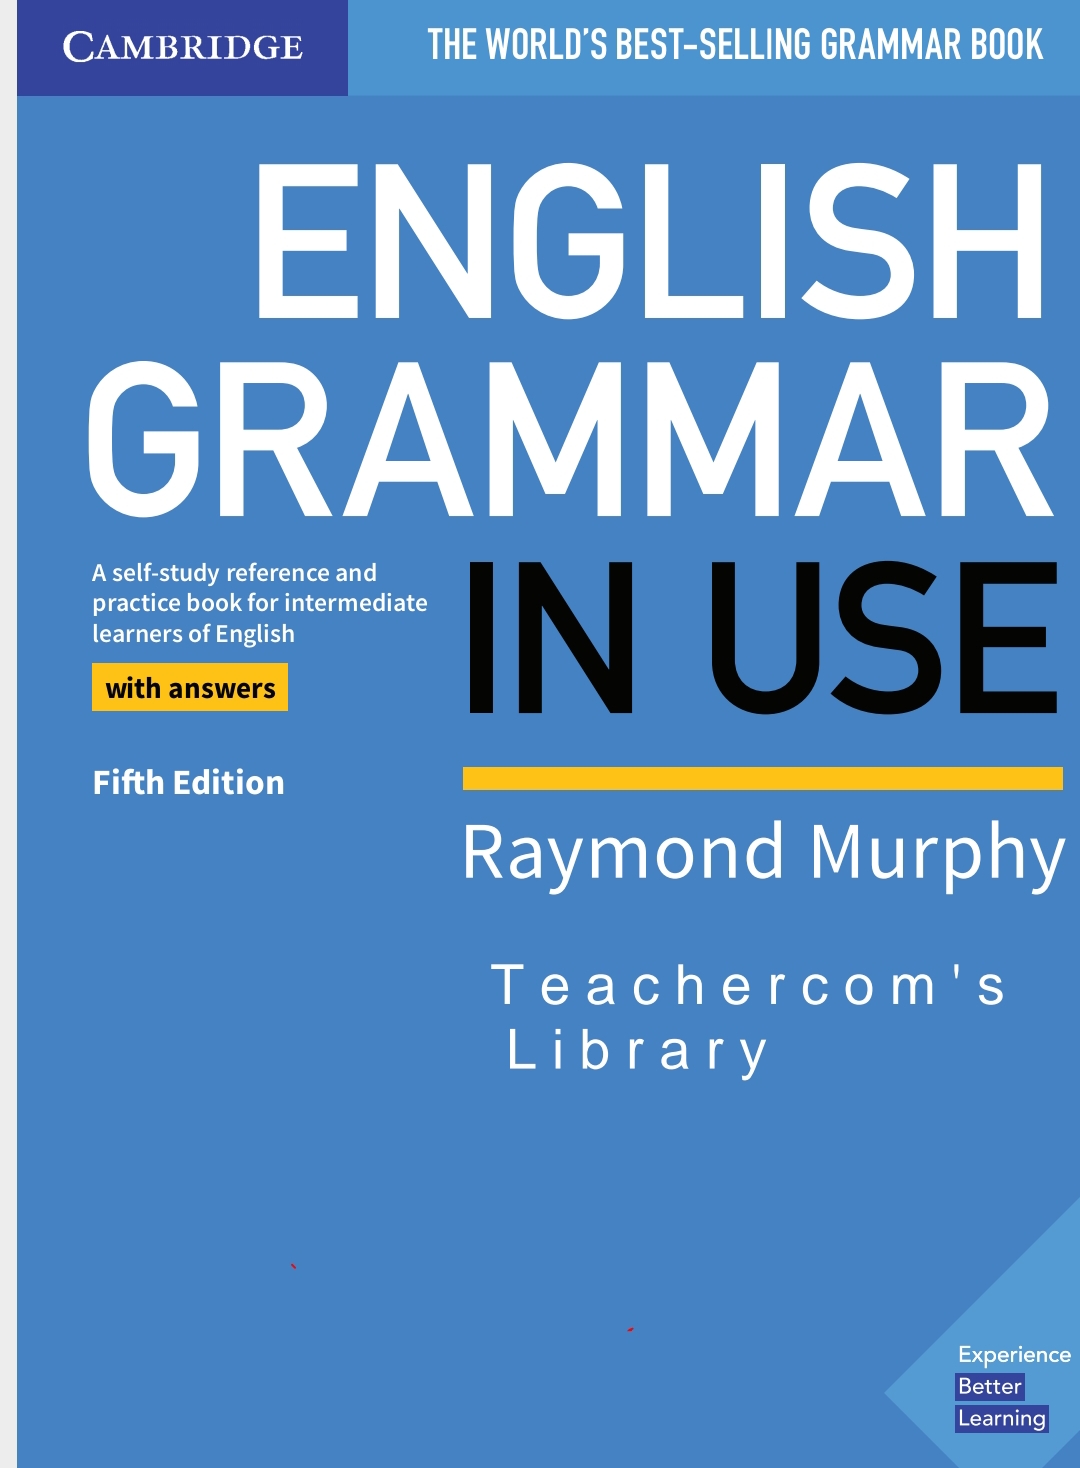 CAMBRIDGE
THE WORLD'S BEST-SELLING GRAMMAR BOOK
ENGLISH
GRAMMAR
IN USE
A self-study reference and
practice book for intermediate
learners of English
with answers
Fifth Edition
Raymond Murphy
Teachercom's
Library
Experience
Better
Learning